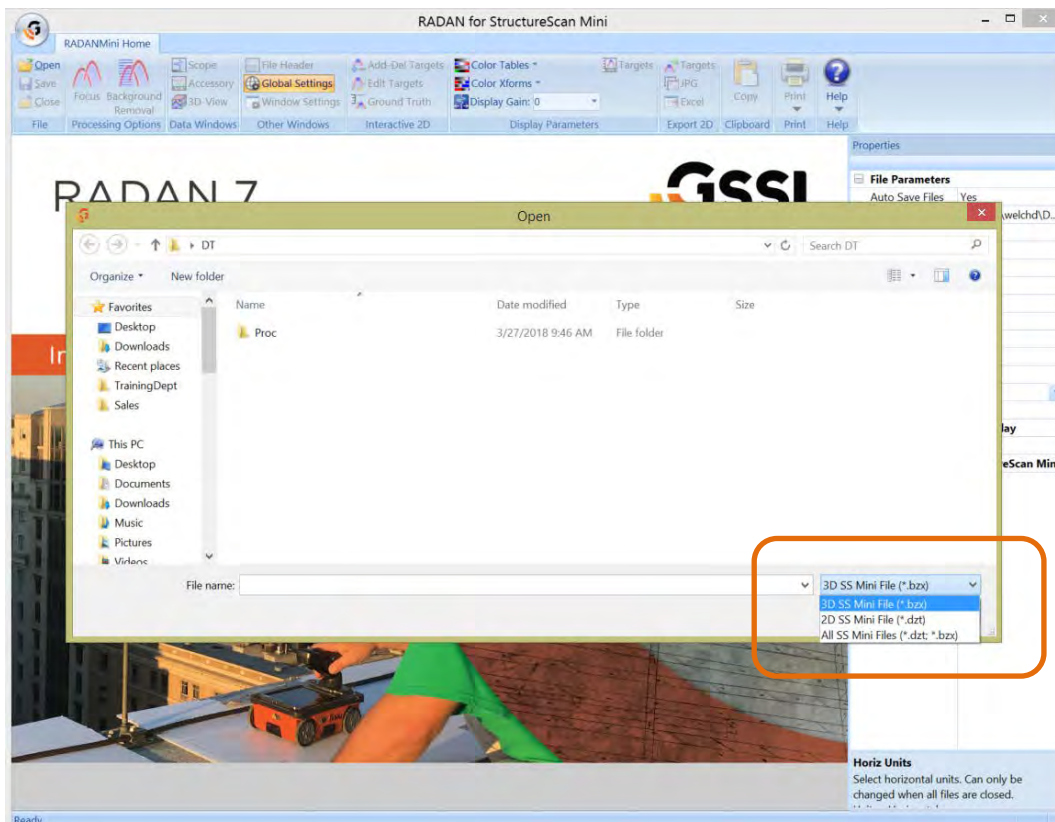 RADAN for StructureScan Mini
RADANMini Home
Open
Save
Close
File
Focus
Background
Removal
Processing Options
Scope
Accessory
3D-View
Data Windows
File Header
Global Settings
Window Settings
Other Windows
Add-Del Targets
Edit Targets
Ground Truth
Interactive 2D
Color Tables
Color Xforms
Display Gain: 0
Display Parameters
Targets
Targets
JPG
Excel
Export 2D
Copy
Clipboard
Print
Print
Help
Help
Properties
File Parameters
Auto Save Files Yes
\welchd\D...
RADAN 7
GSSI
Open
DT
Search DT
Organize
New folder
Favorites
Desktop
Downloads
Recent places
TrainingDept
Sales
This PC
Desktop
Documents
Downloads
Music
Pictures
Videos
Name Date modified Type Size
Proc 3/27/2018 9:46 AM File folder
File name:
3D SS Mini File (*.bzx)
3D SS Mini File (*.bzx)
2D SS Mini File (*.dzt)
All SS Mini Files (*.dzt; *.bzx)
In
lay
eScan Min
Horiz Units
Select horizontal units. Can only be
changed when all files are closed.
Ready